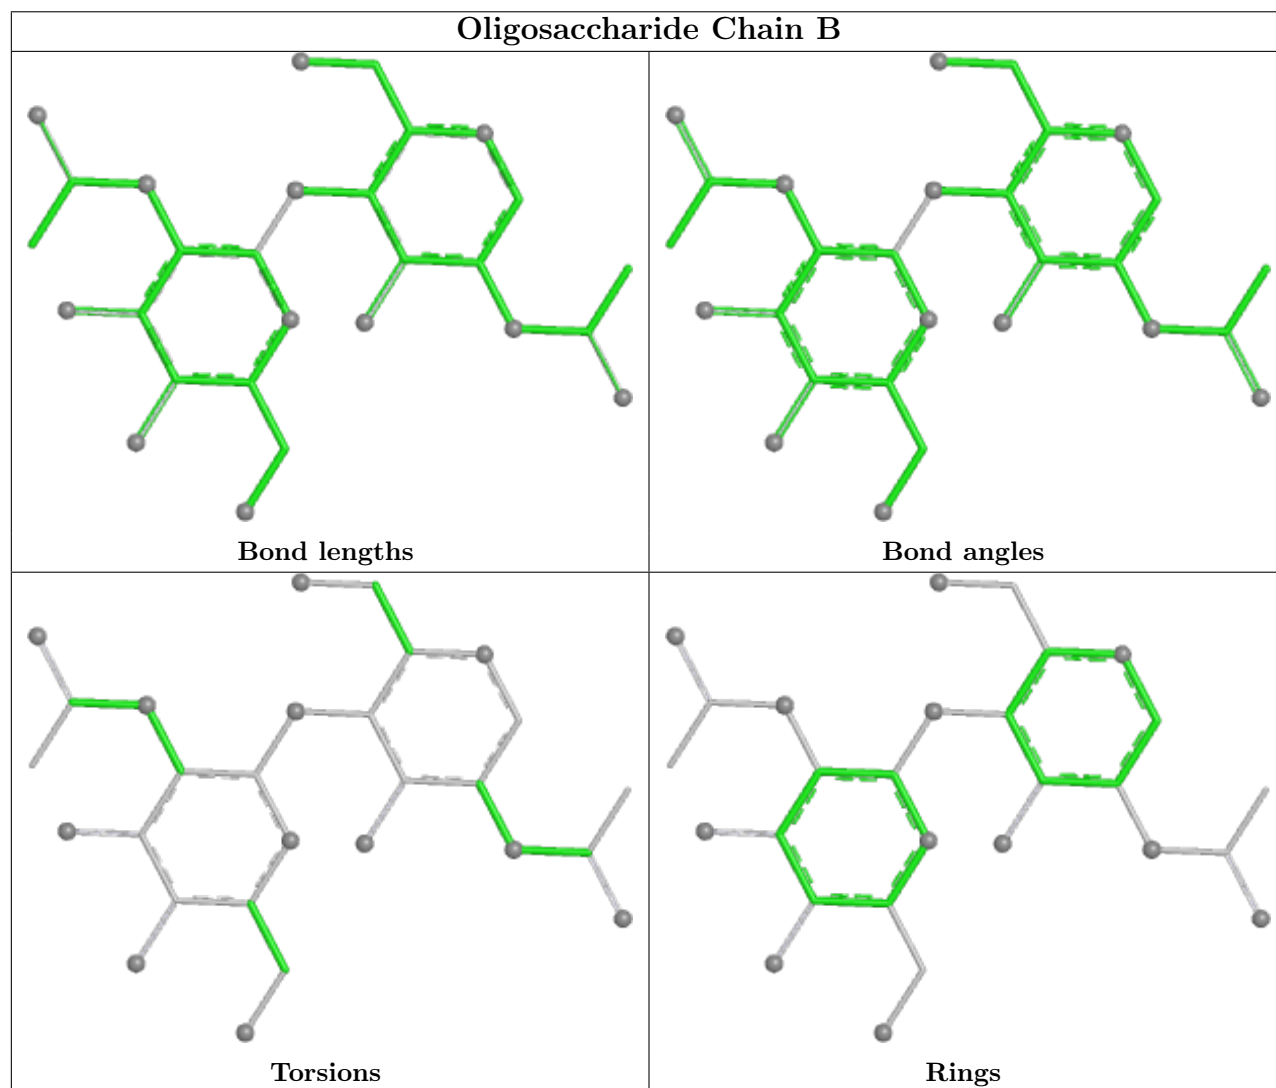 Oligosaccharide Chain B
Bond lengths
Bond angles
Torsions
Rings